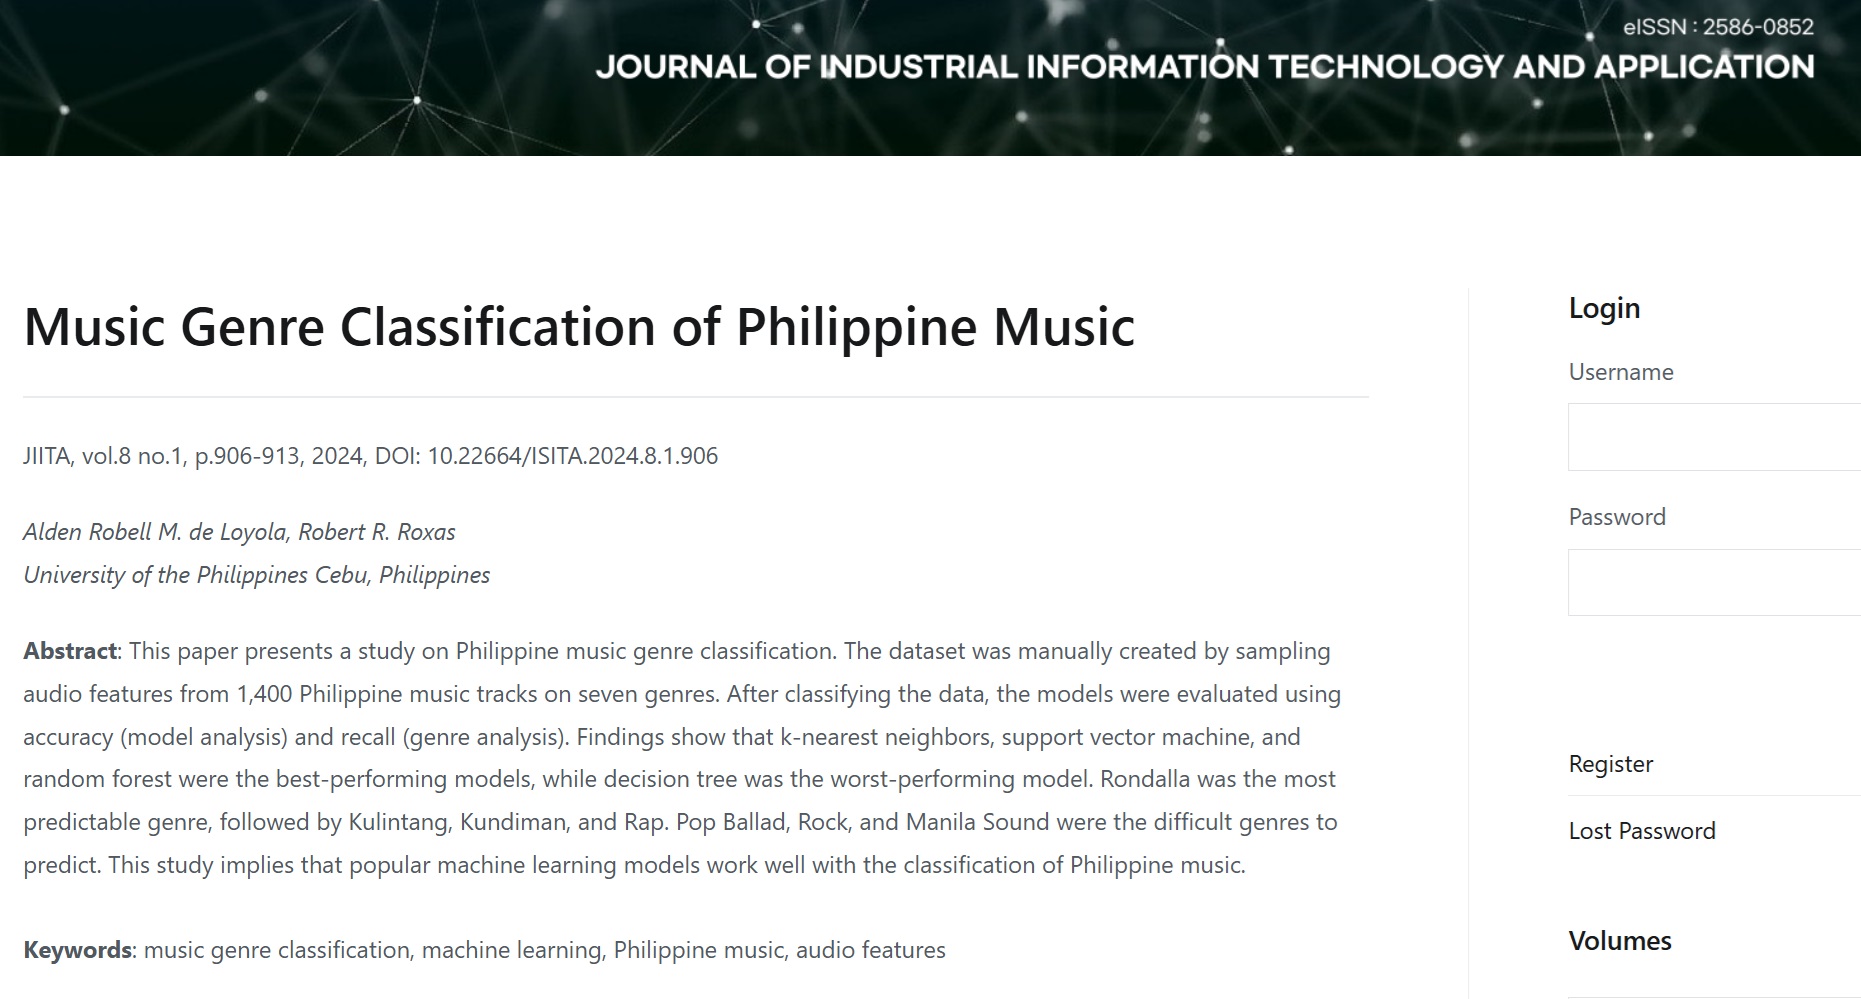 eISSN : 2586-0852
JOURNAL OF INDUSTRIAL INFORMATION TECHNOLOGY AND APPLICATION
Music Genre Classification of Philippine Music
JIITA, vol.8 no.1, p.906-913, 2024, DOI: 10.22664/ISITA.2024.8.1.906
Alden Robell M. de Loyola, Robert R. Roxas
University of the Philippines Cebu, Philippines
Abstract: This paper presents a study on Philippine music genre classification. The dataset was manually created by sampling
audio features from 1,400 Philippine music tracks on seven genres. After classifying the data, the models were evaluated using
accuracy (model analysis) and recall (genre analysis). Findings show that k-nearest neighbors, support vector machine, and
random forest were the best-performing models, while decision tree was the worst-performing model. Rondalla was the most
predictable genre, followed by Kulintang, Kundiman, and Rap. Pop Ballad, Rock, and Manila Sound were the difficult genres to
predict. This study implies that popular machine learning models work well with the classification of Philippine music.
Keywords: music genre classification, machine learning, Philippine music, audio features
Login
Username
Password
Register
Lost Password
Volumes